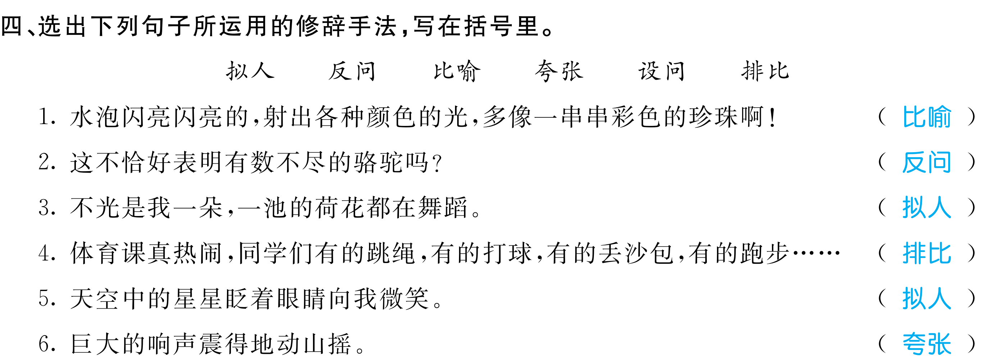 四、选出下列句子所运用的修辞手法,写在括号里。
拟人 反问 比喻 夸张 设问 排比
1. 水泡闪亮闪亮的,射出各种颜色的光,多像一串串彩色的珍珠啊! ( 比喻 )
2. 这不恰好表明有数不尽的骆驼吗? ( 反问 )
3. 不光是我一朵,一池的荷花都在舞蹈。 ( 拟人 )
4. 体育课真热闹,同学们有的跳绳,有的打球,有的丢沙包,有的跑步…… ( 排比 )
5. 天空中的星星眨着眼睛向我微笑。 ( 拟人 )
6. 巨大的响声震得地动山摇。 ( 夸张 )